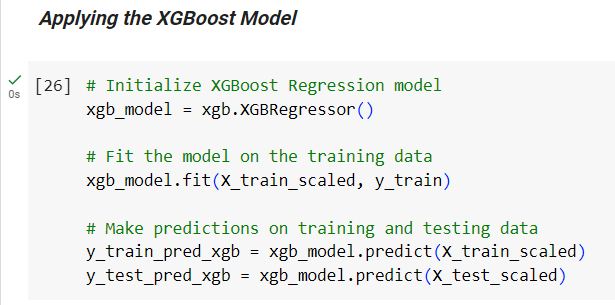 Applying the XGBoost Model
[26] # Initialize XGBoost Regression model
0s
xgb_model = xgb.XGBRegressor()
# Fit the model on the training data
xgb_model.fit(X_train_scaled, y_train)
# Make predictions on training and testing data
y_train_pred_xgb = xgb_model.predict(X_train_scaled)
y_test_pred_xgb = xgb_model.predict(X_test_scaled)